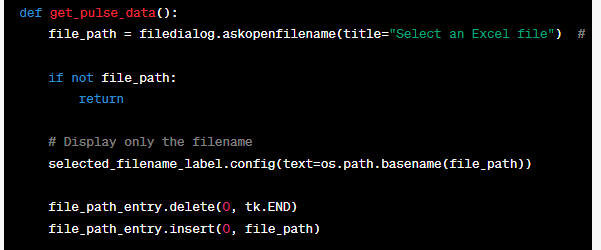 def get_pulse_data():
    file_path = filedialog.askopenfilename(title="Select an Excel file")  #
    if not file_path:
        return
    # Display only the filename
    selected_filename_label.config(text=os.path.basename(file_path))
    file_path_entry.delete(0, tk.END)
    file_path_entry.insert(0, file_path)